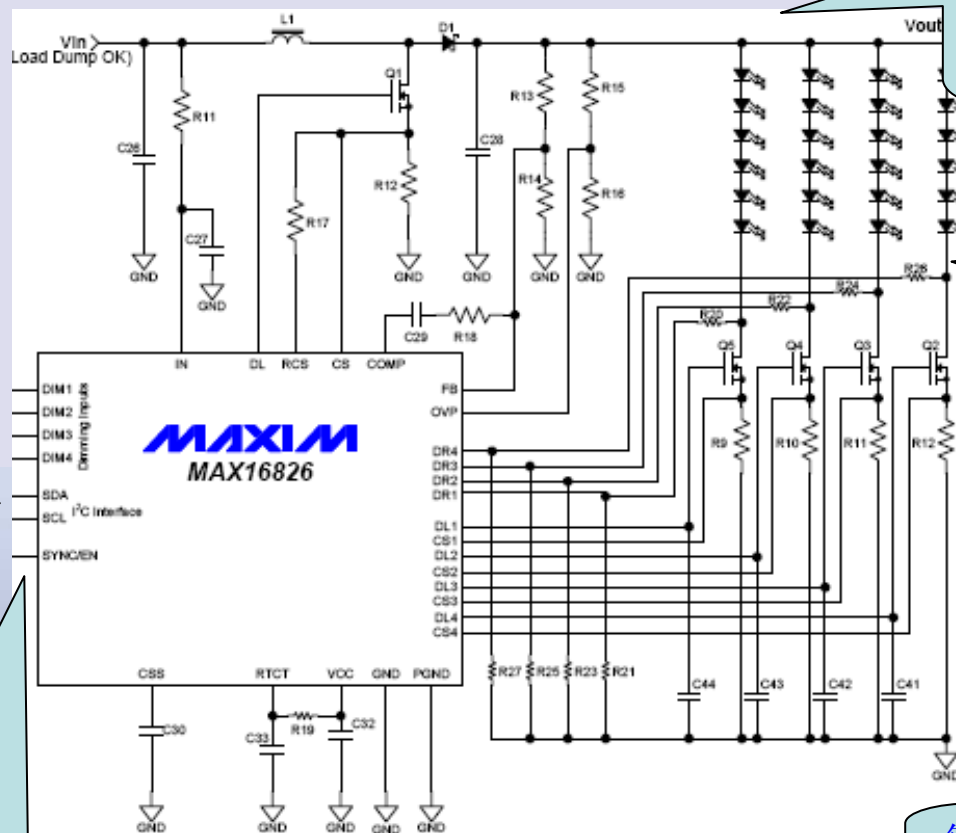 L1
D1
Vout
Vin
Load Dump OK)
Q1
R11
R13
R15
C26
C28
R12
R14
R16
R17
C27
GND
GND
GND
GND
GND
GND
R26
R24
R22
R20
C29
R18
Q5
Q4
Q3
Q2
IN
DL
RCS
CS
COMP
DIM1
DIM2
DIM3
DIM4
Dimming Inputs
FB
OVP
MAXIM
MAX16826
R9
R10
R11
R12
DR4
DR3
DR2
DR1
SDA
SCL
I²C Interface
SYNC/EN
DL1
CS1
DL2
CS2
DL3
CS3
DL4
CS4
CSS
RTCT
VCC
GND
PGND
R27
R25
R23
R21
C44
C43
C42
C41
C30
C33
R19
C32
GND
GND
GND
GND
GND
GND